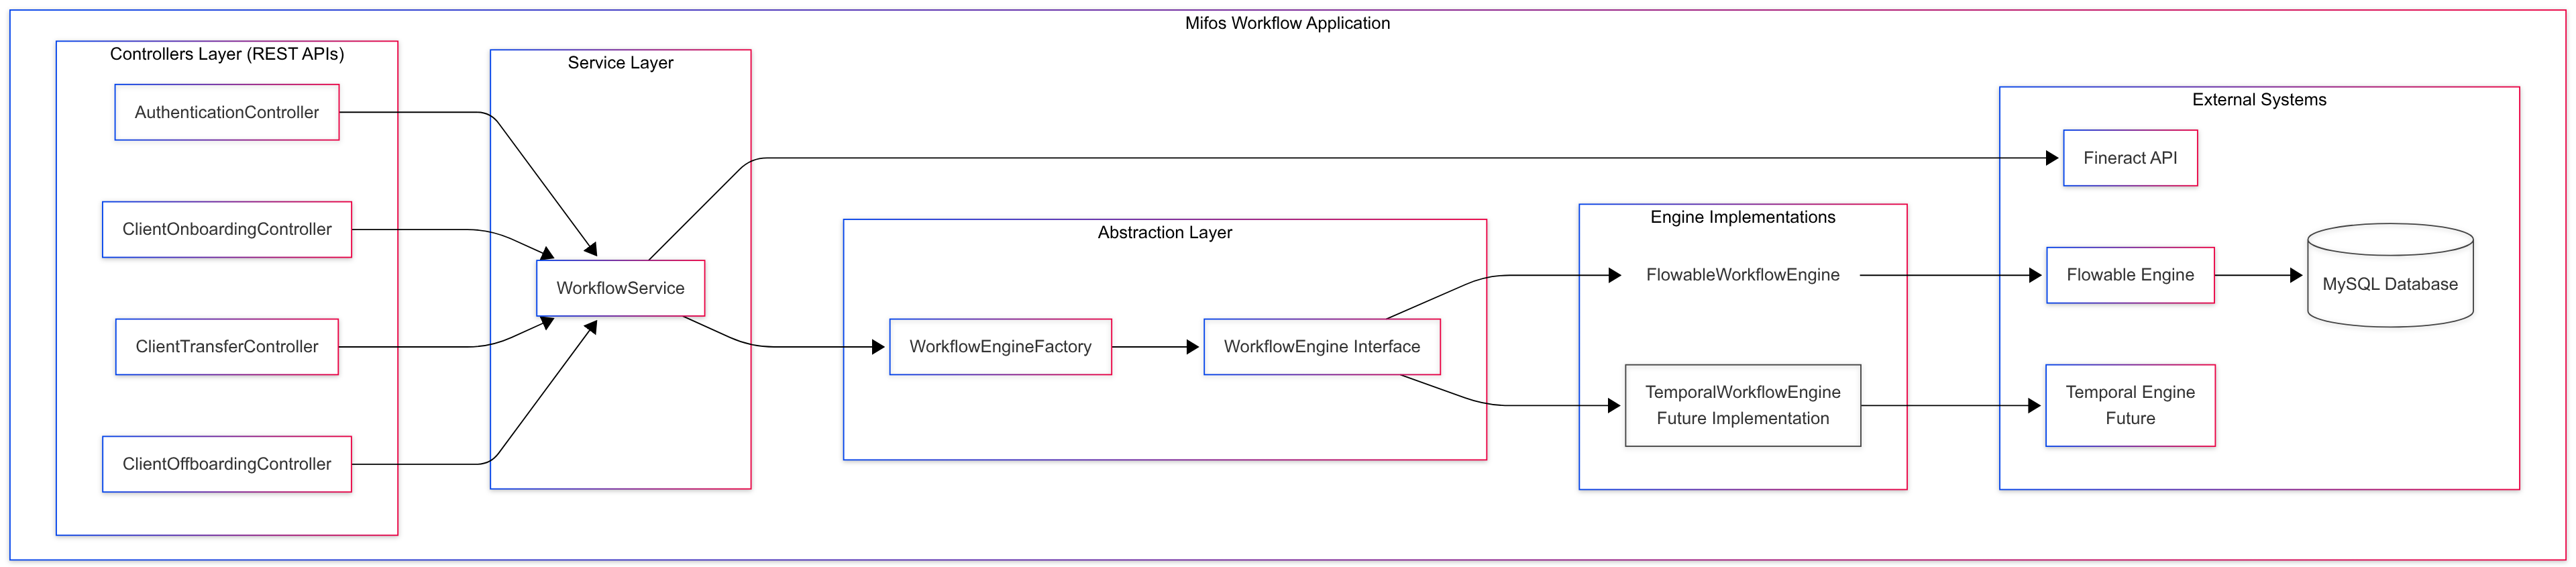 Mifos Workflow Application
Controllers Layer (REST APIs)
AuthenticationController
ClientOnboardingController
ClientTransferController
ClientOffboardingController
Service Layer
WorkflowService
Abstraction Layer
WorkflowEngineFactory
WorkflowEngine Interface
Engine Implementations
FlowableWorkflowEngine
TemporalWorkflowEngine
Future Implementation
External Systems
Fineract API
Flowable Engine
MySQL Database
Temporal Engine
Future